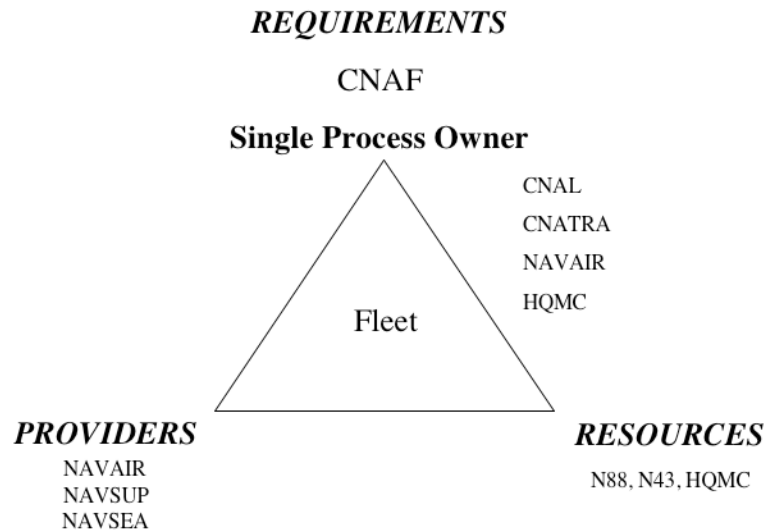 REQUIREMENTS
CNAF
Single Process Owner
CNAL
CNATRA
NAVAIR
HQMC
Fleet
PROVIDERS
NAVAIR
NAVSUP
NAVSEA
RESOURCES
N88, N43, HQMC